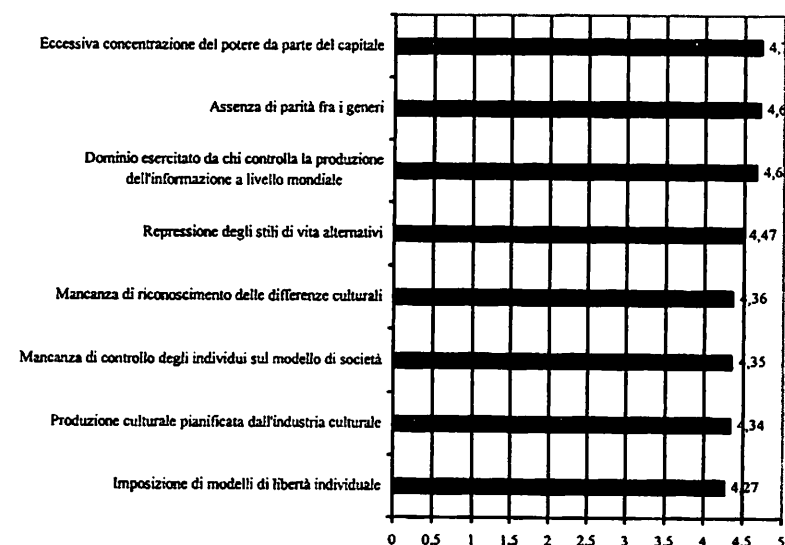 Eccessiva concentrazione del potere da parte del capitale
Assenza di parità fra i generi
4,6
Dominio esercitato da chi controlla la produzione
dell'informazione a livello mondiale
4,6
Repressione degli stili di vita alternativi
4,47
Mancanza di riconoscimento delle differenze culturali
4,36
Mancanza di controllo degli individui sul modello di società
4,35
Produzione culturale pianificata dall'industria culturale
4,34
Imposizione di modelli di libertà individuale
4,27
0 0,5 1 1,5 2 2,5 3 3,5 4 4,5 5